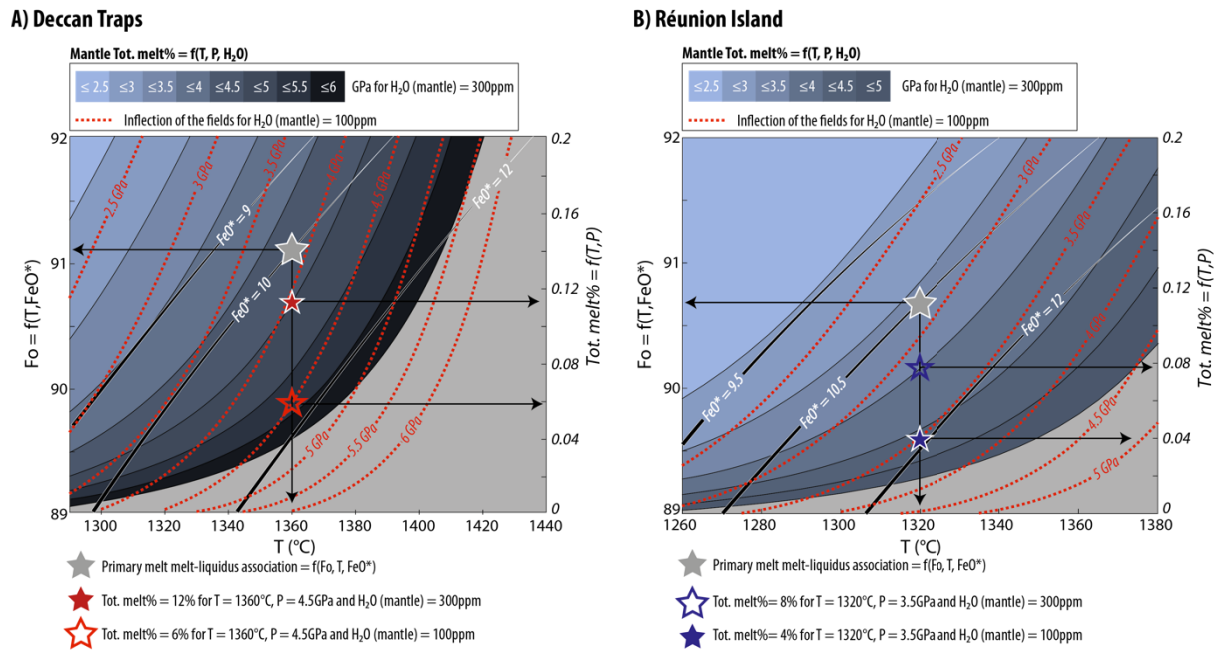 A) Deccan Traps
Mantle Tot. melt% = f(T, P, H₂O)
≤ 2.5 ≤3 ≤3.5 ≤4 ≤4.5 ≤5 ≤5.5 ≤6 GPa for H₂O (mantle) = 300ppm
Inflection of the fields for H₂O (mantle) = 100ppm
92
91
90
89
Fo = f(T,FeO*)
0.2
0.16
0.12
0.08
0.04
0
Tot. melt% = f(T,P)
2.5 GPa
3 GPa
3.5 GPa
4 GPa
4.5 GPa
5 GPa
5.5 GPa
6 GPa
FeO* = 9
FeO* = 10
FeO* = 12
1300 1320 1340 1360 1380 1400 1420 1440
T (°C)
Primary melt melt-liquidus association = f(Fo, T, FeO*)
Tot. melt% = 12% for T = 1360°C, P = 4.5GPa and H₂O (mantle) = 300ppm
Tot. melt% = 6% for T = 1360°C, P = 4.5GPa and H₂O (mantle) = 100ppm
B) Réunion Island
Mantle Tot. melt% = f(T, P, H₂O)
≤2.5 ≤3 ≤3.5 ≤4 ≤4.5 ≤5 GPa for H₂O (mantle) = 300ppm
Inflection of the fields for H₂O (mantle) = 100ppm
92
91
90
89
Fo = f(T,FeO*)
0.2
0.16
0.12
0.08
0.04
0
Tot. melt% = f(T,P)
2.5 GPa
3 GPa
3.5 GPa
4 GPa
4.5 GPa
5 GPa
FeO* = 9.5
FeO* = 10.5
FeO* = 12
1260 1280 1300 1320 1340 1360 1380
T (°C)
Primary melt melt-liquidus association = f(Fo, T, FeO*)
Tot. melt% = 8% for T = 1320°C, P = 3.5GPa and H₂O (mantle) = 300ppm
Tot. melt% = 4% for T = 1320°C, P = 3.5GPa and H₂O (mantle) = 100ppm